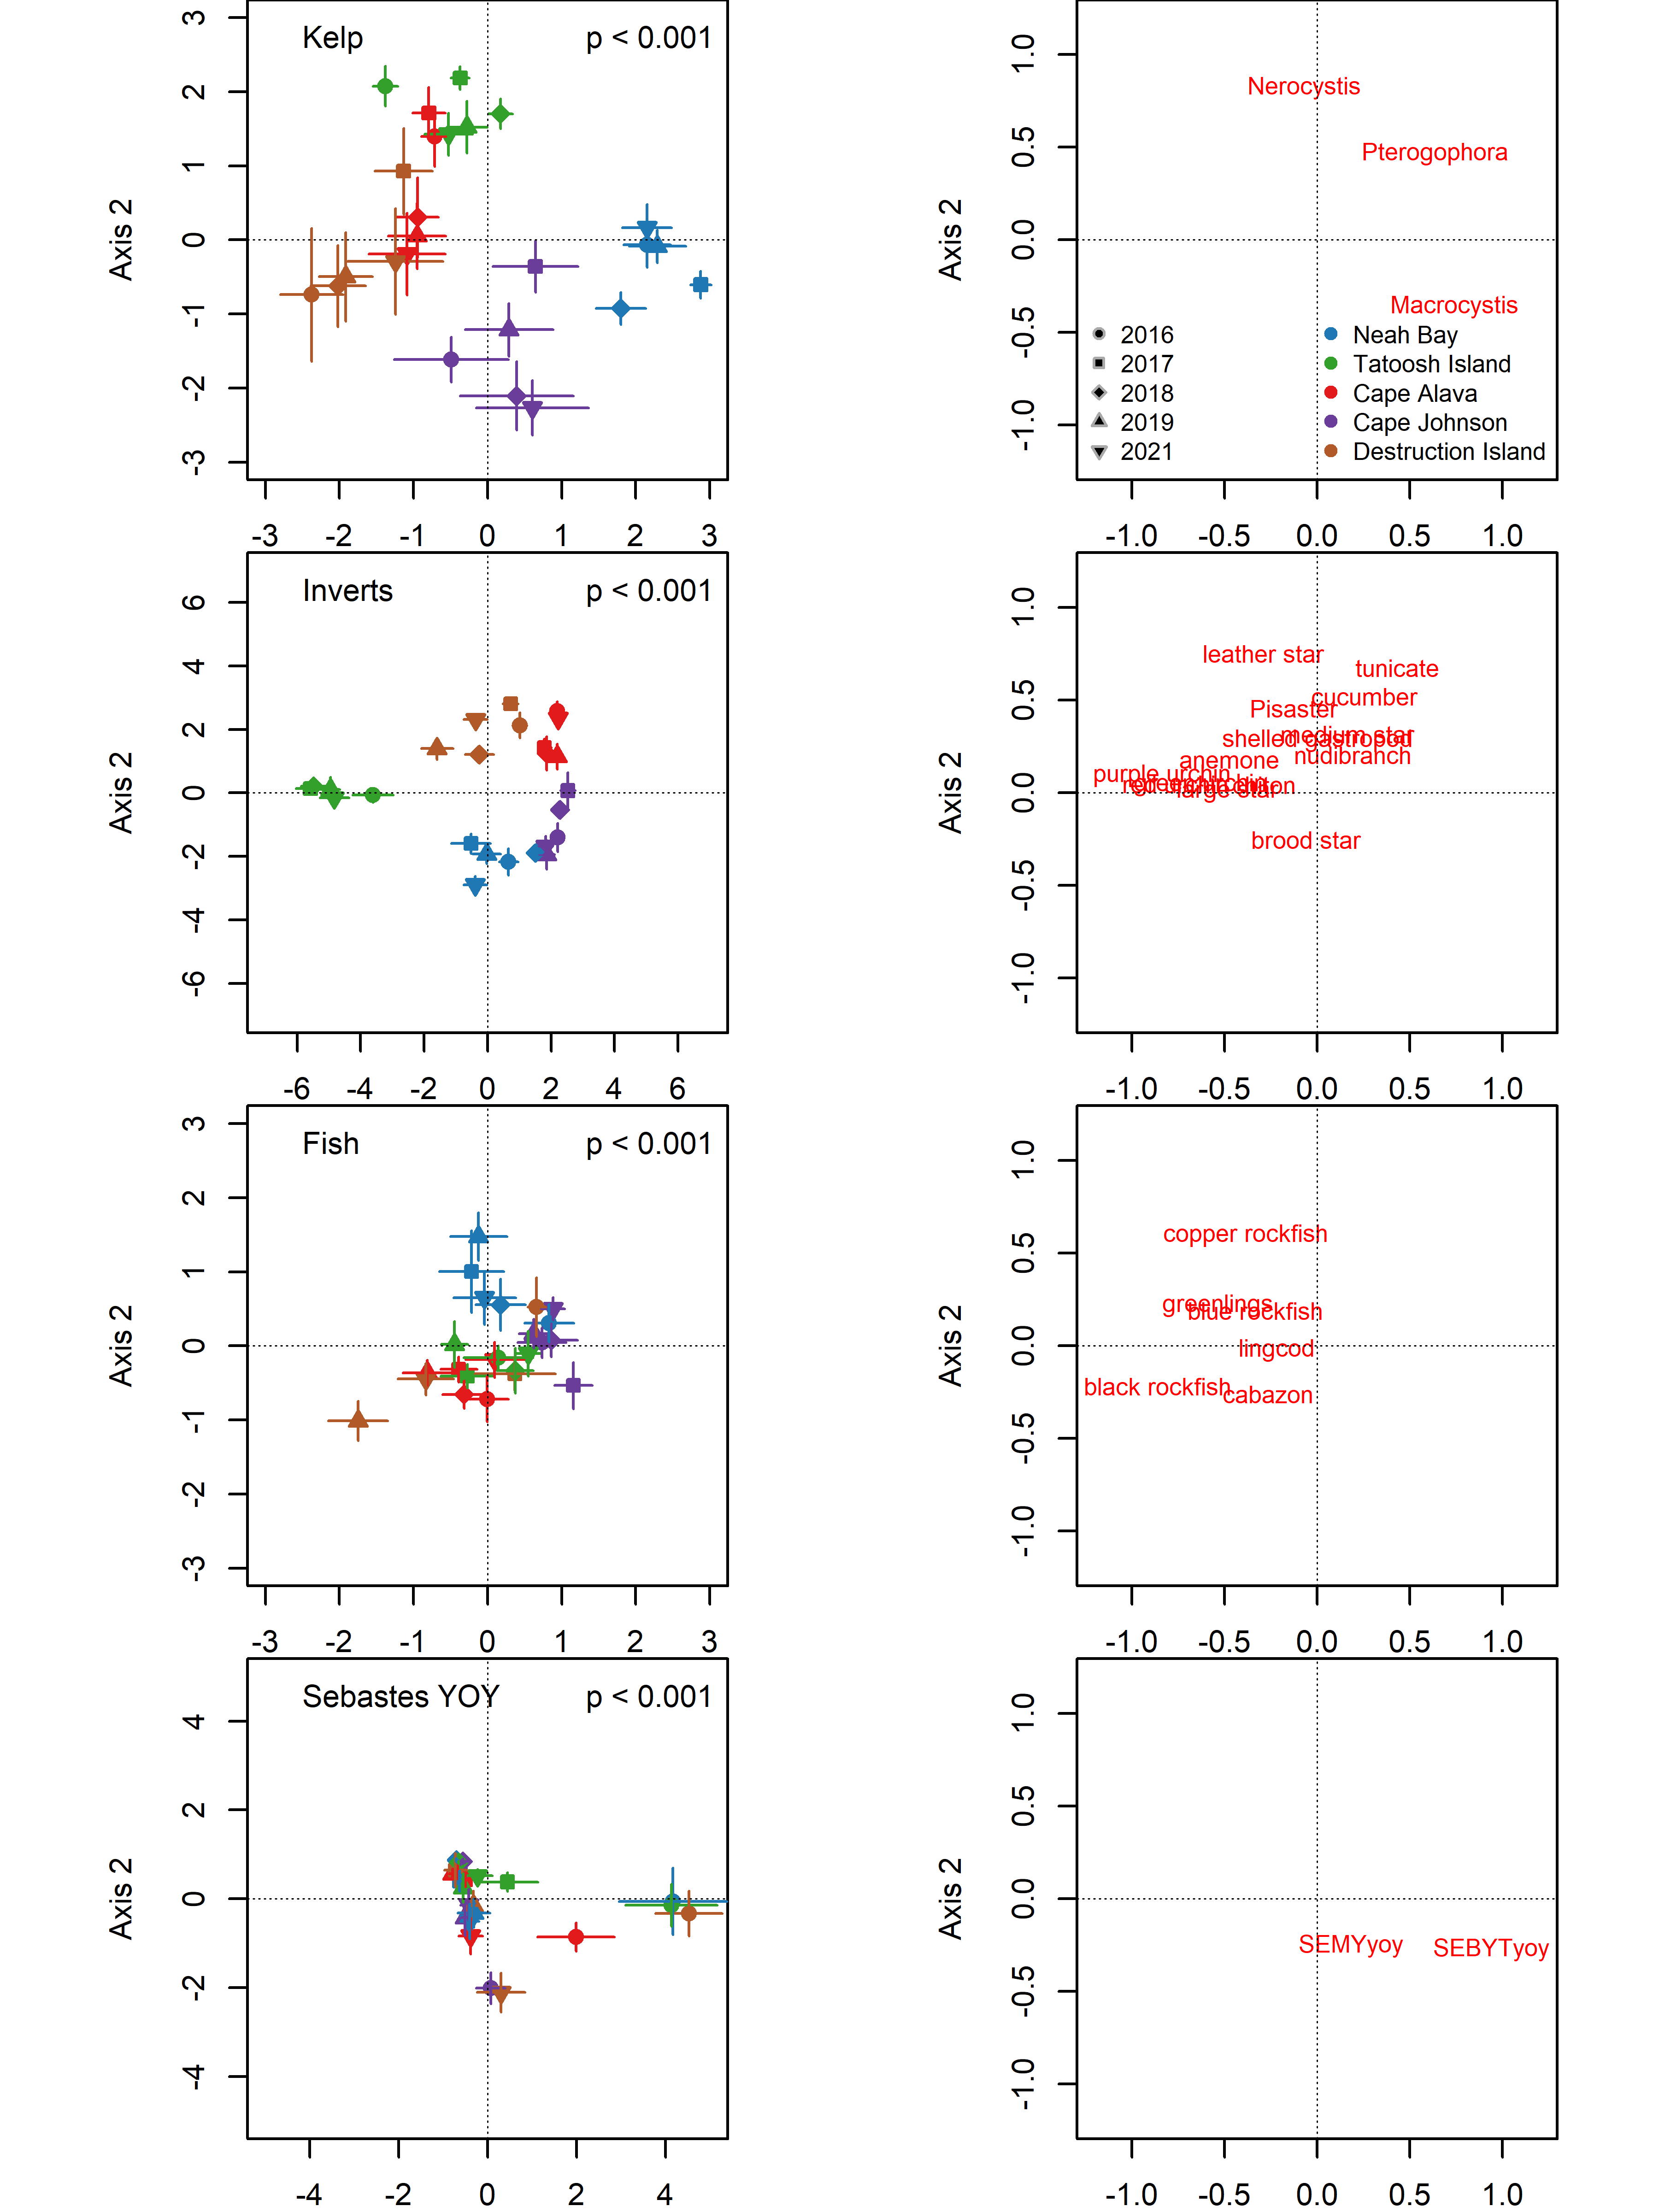 Kelp p < 0.001
Axis 2
3
2
1
0
-1
-2
-3
-3 -2 -1 0 1 2 3
Axis 2
1.0
0.5
0.0
-0.5
-1.0
Nerocystis
Pterogophora
Macrocystis
2016 Neah Bay
2017 Tatoosh Island
2018 Cape Alava
2019 Cape Johnson
2021 Destruction Island
-1.0 -0.5 0.0 0.5 1.0
Inverts p < 0.001
Axis 2
6
4
2
0
-2
-4
-6
-6 -4 -2 0 2 4 6
Axis 2
1.0
0.5
0.0
-0.5
-1.0
leather star
tunicate
cucumber
Pisaster
medium star
shelled gastropod
nudibranch
anemone
purple urchin
large star
brood star
-1.0 -0.5 0.0 0.5 1.0
Fish p < 0.001
Axis 2
3
2
1
0
-1
-2
-3
-3 -2 -1 0 1 2 3
Axis 2
1.0
0.5
0.0
-0.5
-1.0
copper rockfish
greenlings
blue rockfish
lingcod
black rockfish
cabazon
-1.0 -0.5 0.0 0.5 1.0
Sebastes YOY p < 0.001
Axis 2
4
2
0
-2
-4
-4 -2 0 2 4
Axis 2
1.0
0.5
0.0
-0.5
-1.0
SEMYyoy
SEBYTyoy
-1.0 -0.5 0.0 0.5 1.0